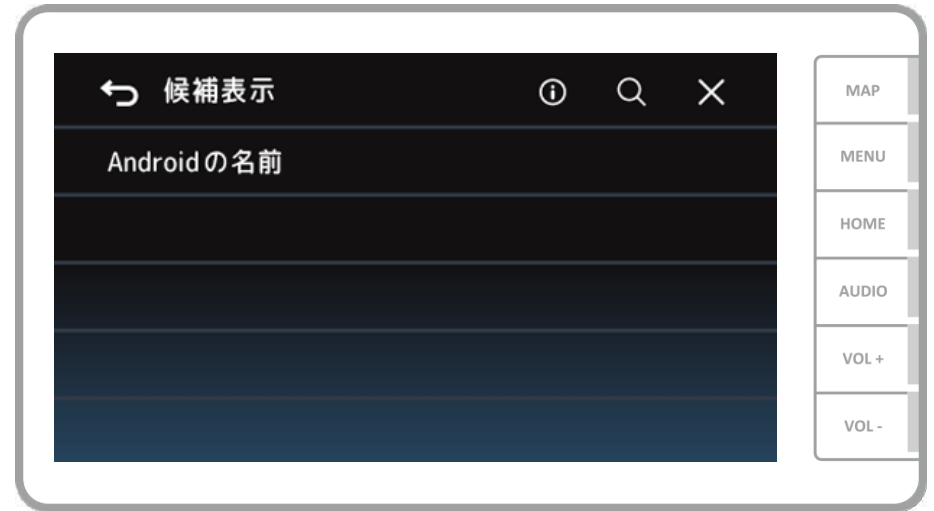 候補表示
Androidの名前
MAP
MENU
HOME
AUDIO
VOL +
VOL -